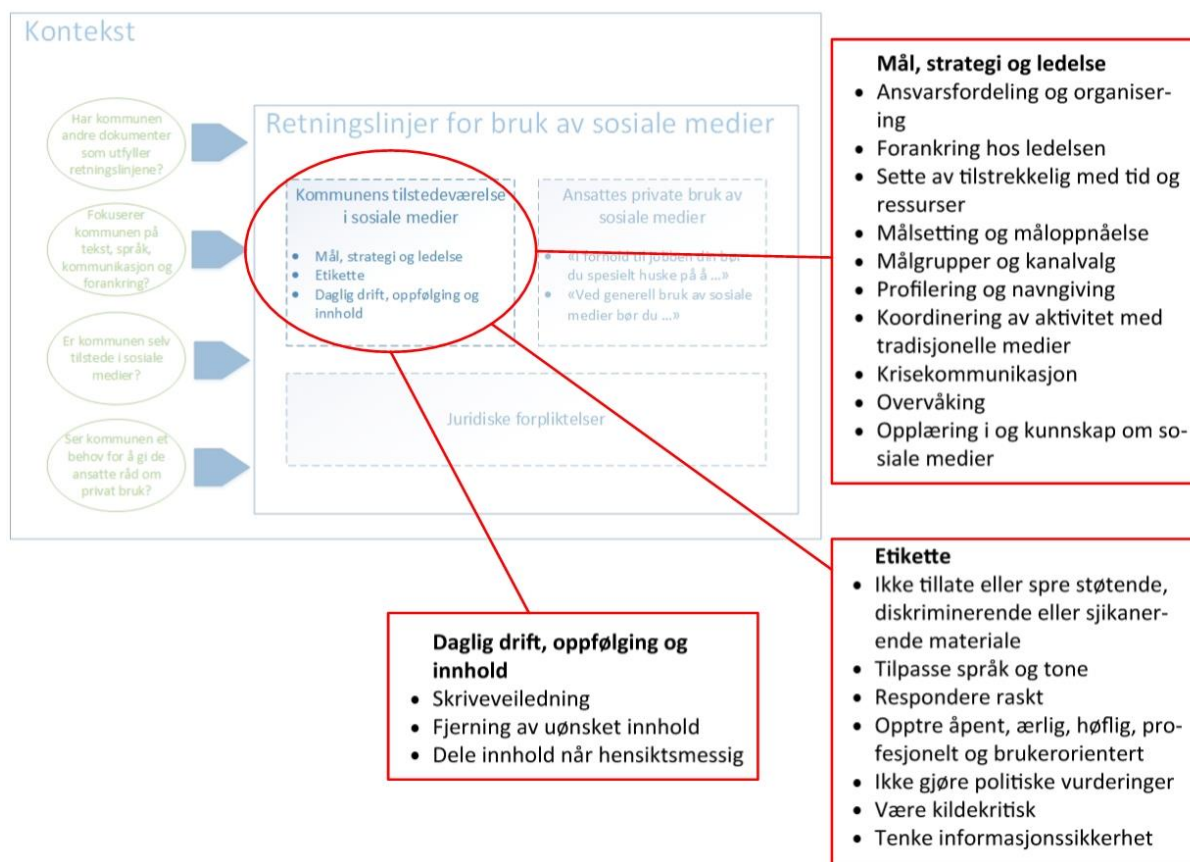 Kontekst
Har kommunen
andre dokumenter
som utfyller
retningslinjene?
Fokuserer
kommunen på
tekst, språk,
kommunikasjon og
forankring?
Er kommunen selv
tilstede i sosiale
medier?
Ser kommunen et
behov for å gi de
ansatte råd om
privat bruk?
Retningslinjer for bruk av sosiale medier
Kommunens tilstedeværelse
i sosiale medier
• Mål, strategi og ledelse
• Etikette
• Daglig drift, oppfølging og
innhold
Ansattes private bruk av
sosiale medier
• «I forhold til jobben din bør
du spesielt huske på å …»
• «Ved generell bruk av sosiale
medier bør du …»
Juridiske forpliktelser
Mål, strategi og ledelse
• Ansvarsfordeling og organiser-
ing
• Forankring hos ledelsen
• Sette av tilstrekkelig med tid og
ressurser
• Målsetting og måloppnåelse
• Målgrupper og kanalvalg
• Profilering og navngiving
• Koordinering av aktivitet med
tradisjonelle medier
• Krisekommunikasjon
• Overvåking
• Opplæring i og kunnskap om so-
siale medier
Daglig drift, oppfølging og
innhold
• Skriveveiledning
• Fjerning av uønsket innhold
• Dele innhold når hensiktsmessig
Etikette
• Ikke tillate eller spre støtende,
diskriminerende eller sjikaner-
ende materiale
• Tilpasse språk og tone
• Respondere raskt
• Opptre åpent, ærlig, høflig, pro-
fesjonelt og brukerorientert
• Ikke gjøre politiske vurderinger
• Være kildekritisk
• Tenke informasjonssikkerhet